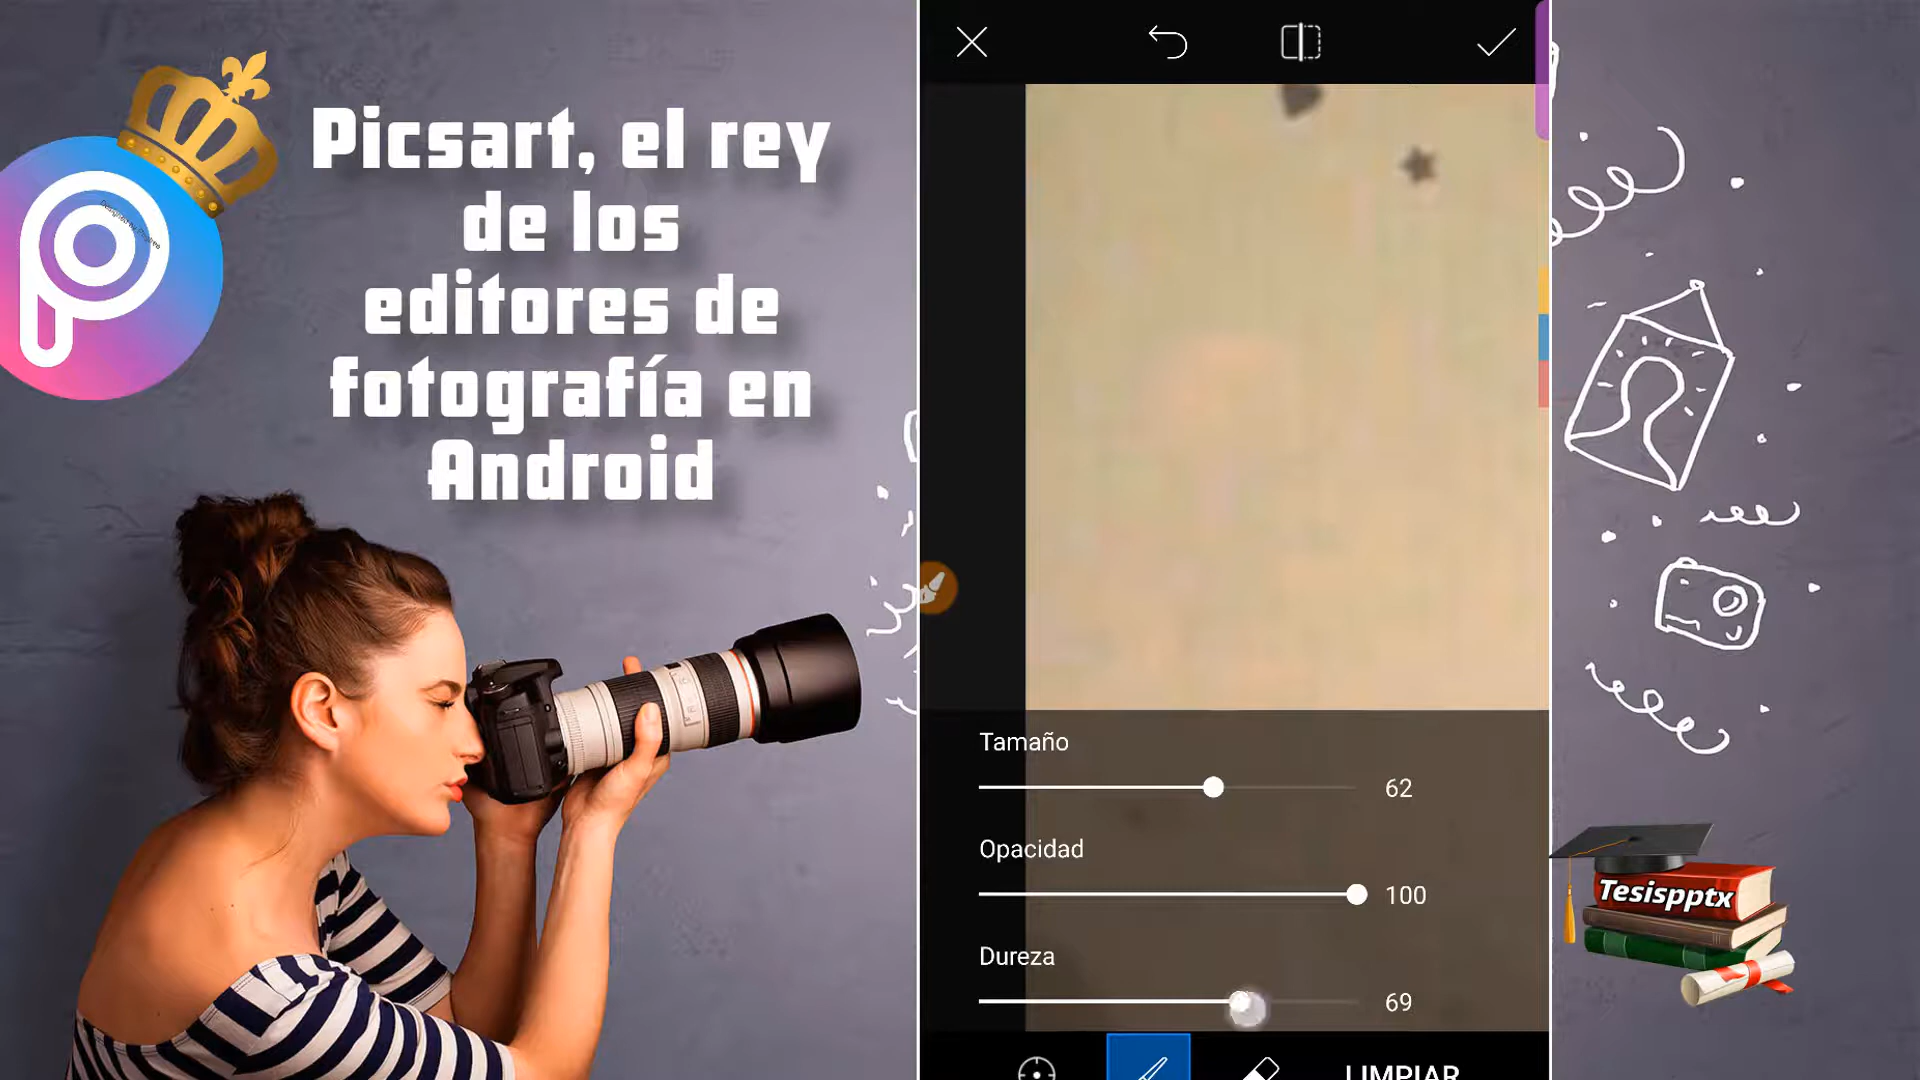 Picsart, el rey
de los
editores de
fotografía en
Android
Tamaño
62
Opacidad
100
Dureza
69
LIMPIAR
Tesispptx